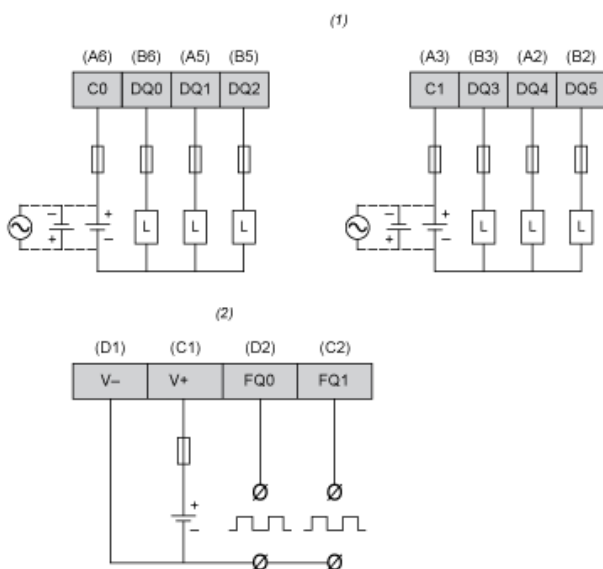 (1)
(A6) (B6) (A5) (B5) (A3) (B3) (A2) (B2)
C0 DQ0 DQ1 DQ2 C1 DQ3 DQ4 DQ5
− + − +
+ − L L L + − L L L
(2)
(D1) (C1) (D2) (C2)
V− V+ FQ0 FQ1
+
−